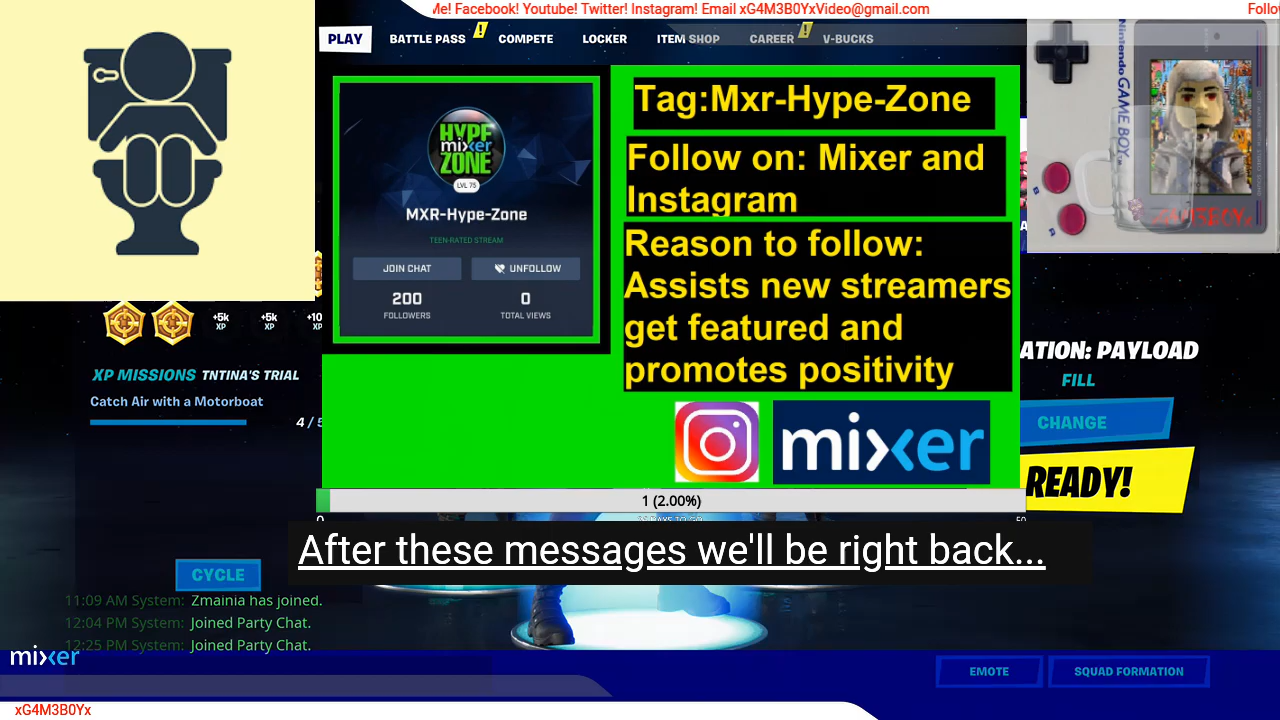 Me! Facebook! Youtube! Twitter! Instagram! Email xG4M3B0YxVideo@gmail.com
Follo
PLAY
BATTLE PASS
COMPETE
LOCKER
ITEM SHOP
CAREER
V-BUCKS
Nintendo GAME BOY
HYPE
mixer
ZONE
LVL 75
MXR-Hype-Zone
TEEN-RATED STREAM
JOIN CHAT
UNFOLLOW
200
FOLLOWERS
0
TOTAL VIEWS
Tag:Mxr-Hype-Zone
Follow on: Mixer and
Instagram
Reason to follow:
Assists new streamers
get featured and
promotes positivity
mixer
+5k
XP
+5k
XP
+10
XP
XP MISSIONS TNTINA'S TRIAL
Catch Air with a Motorboat
4 / 5
ATION: PAYLOAD
FILL
CHANGE
READY!
1 (2.00%)
0
50
After these messages we'll be right back...
CYCLE
11:09 AM System: Zmainia has joined.
12:04 PM System: Joined Party Chat.
12:25 PM System: Joined Party Chat.
mixer
EMOTE
SQUAD FORMATION
xG4M3B0Yx